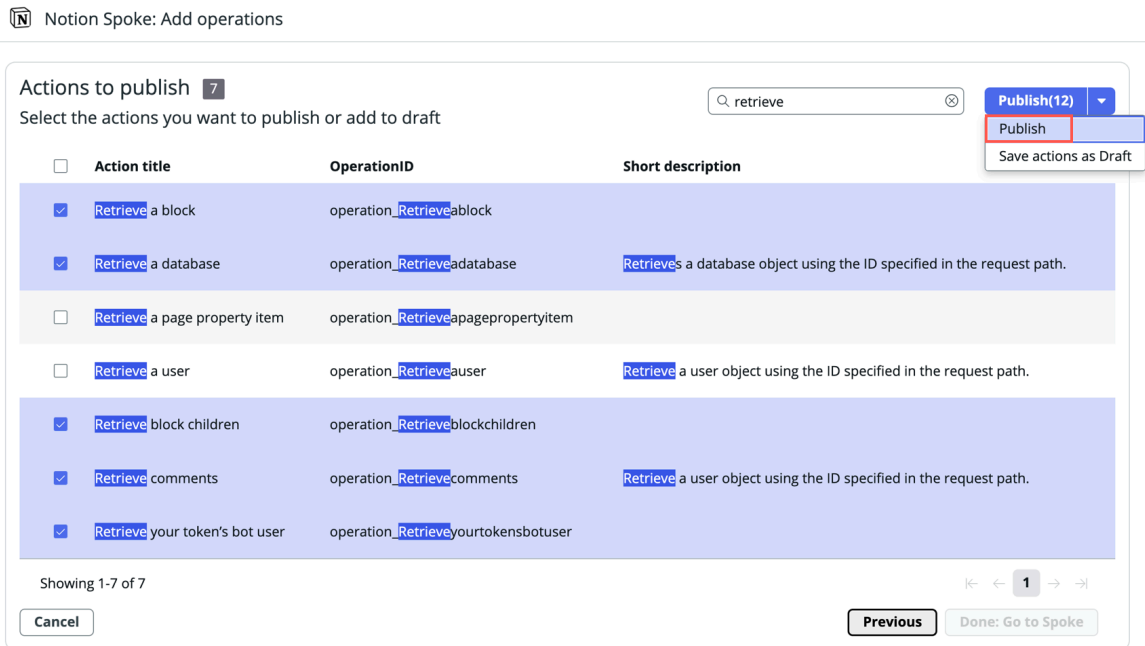 Notion Spoke: Add operations
Actions to publish 7
Select the actions you want to publish or add to draft
retrieve
Publish(12)
Publish
Save actions as Draft
Action title OperationID Short description
Retrieve a block operation_Retrieveablock
Retrieve a database operation_Retrieveadatabase Retrieves a database object using the ID specified in the request path.
Retrieve a page property item operation_Retrieveapagepropertyitem
Retrieve a user operation_Retrieveauser Retrieve a user object using the ID specified in the request path.
Retrieve block children operation_Retrieveblockchildren
Retrieve comments operation_Retrievecomments Retrieve a user object using the ID specified in the request path.
Retrieve your token’s bot user operation_Retrieveyourtokensbotuser
Showing 1-7 of 7 1
Cancel Previous Done: Go to Spoke